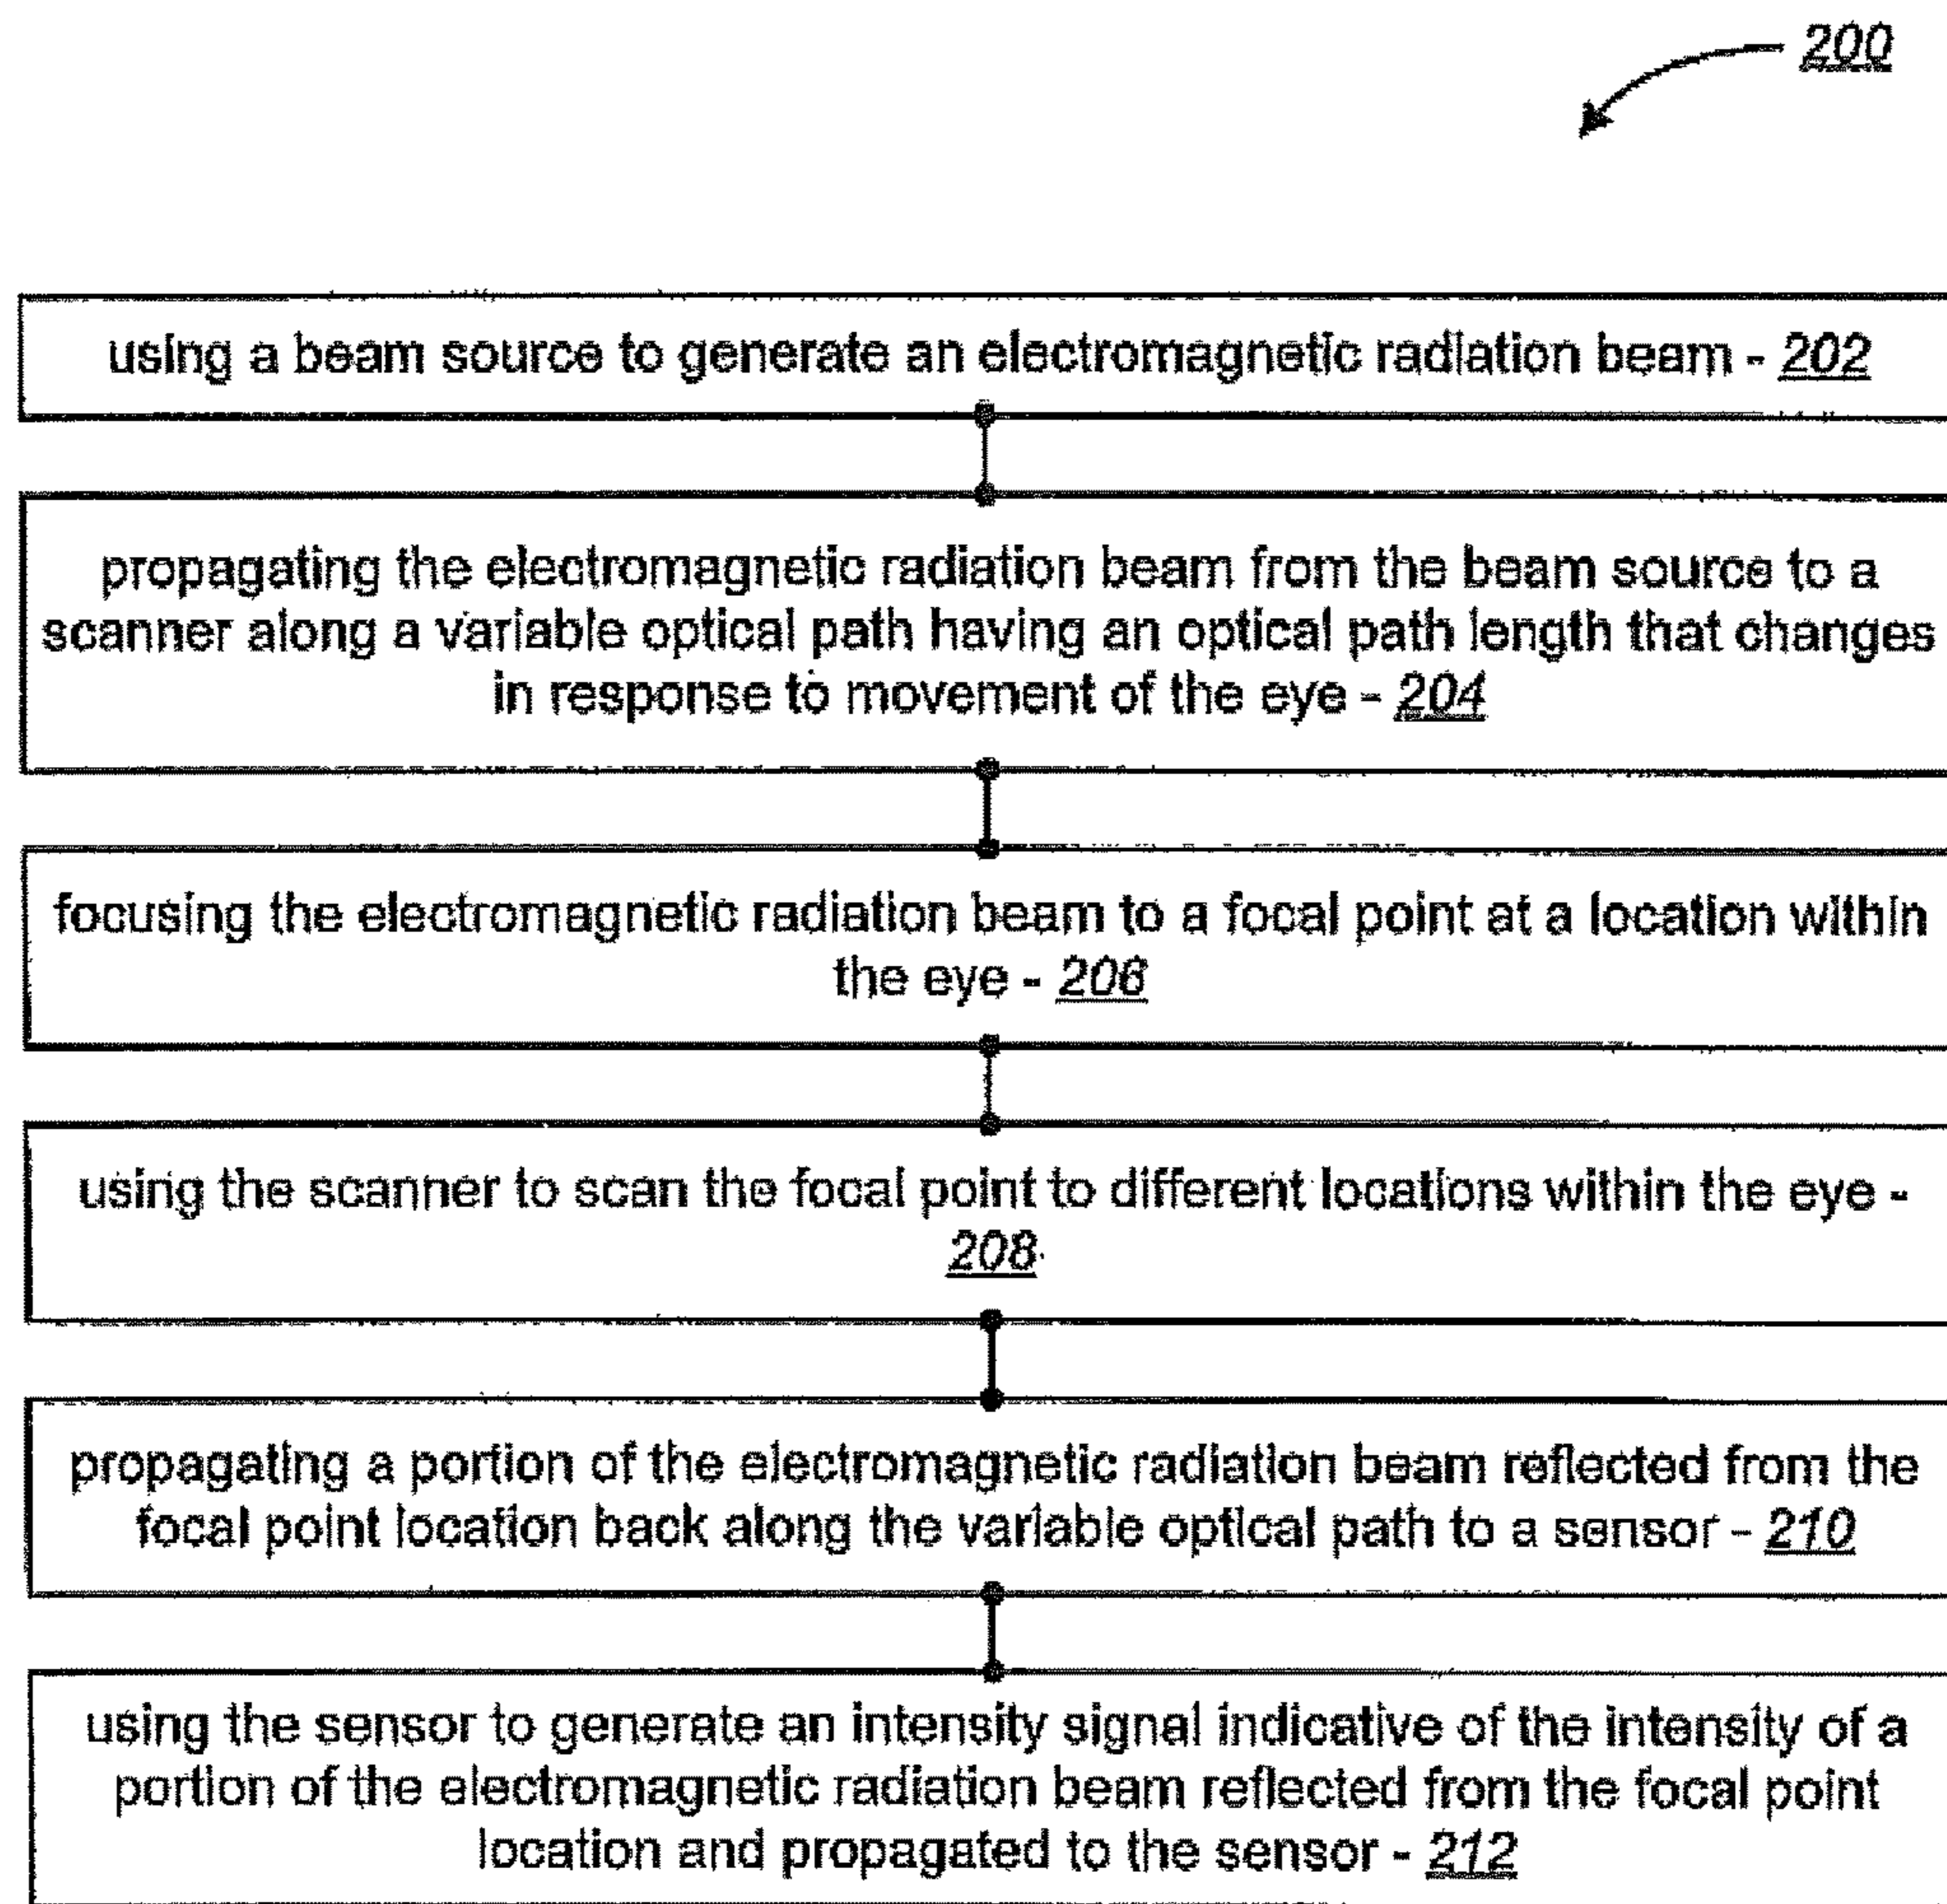 200
using a beam source to generate an electromagnetic radiation beam - 202
propagating the electromagnetic radiation beam from the beam source to a
scanner along a variable optical path having an optical path length that changes
in response to movement of the eye - 204
focusing the electromagnetic radiation beam to a focal point at a location within
the eye - 206
using the scanner to scan the focal point to different locations within the eye -
208
propagating a portion of the electromagnetic radiation beam reflected from the
focal point location back along the variable optical path to a sensor - 210
using the sensor to generate an intensity signal indicative of the intensity of a
portion of the electromagnetic radiation beam reflected from the focal point
location and propagated to the sensor - 212